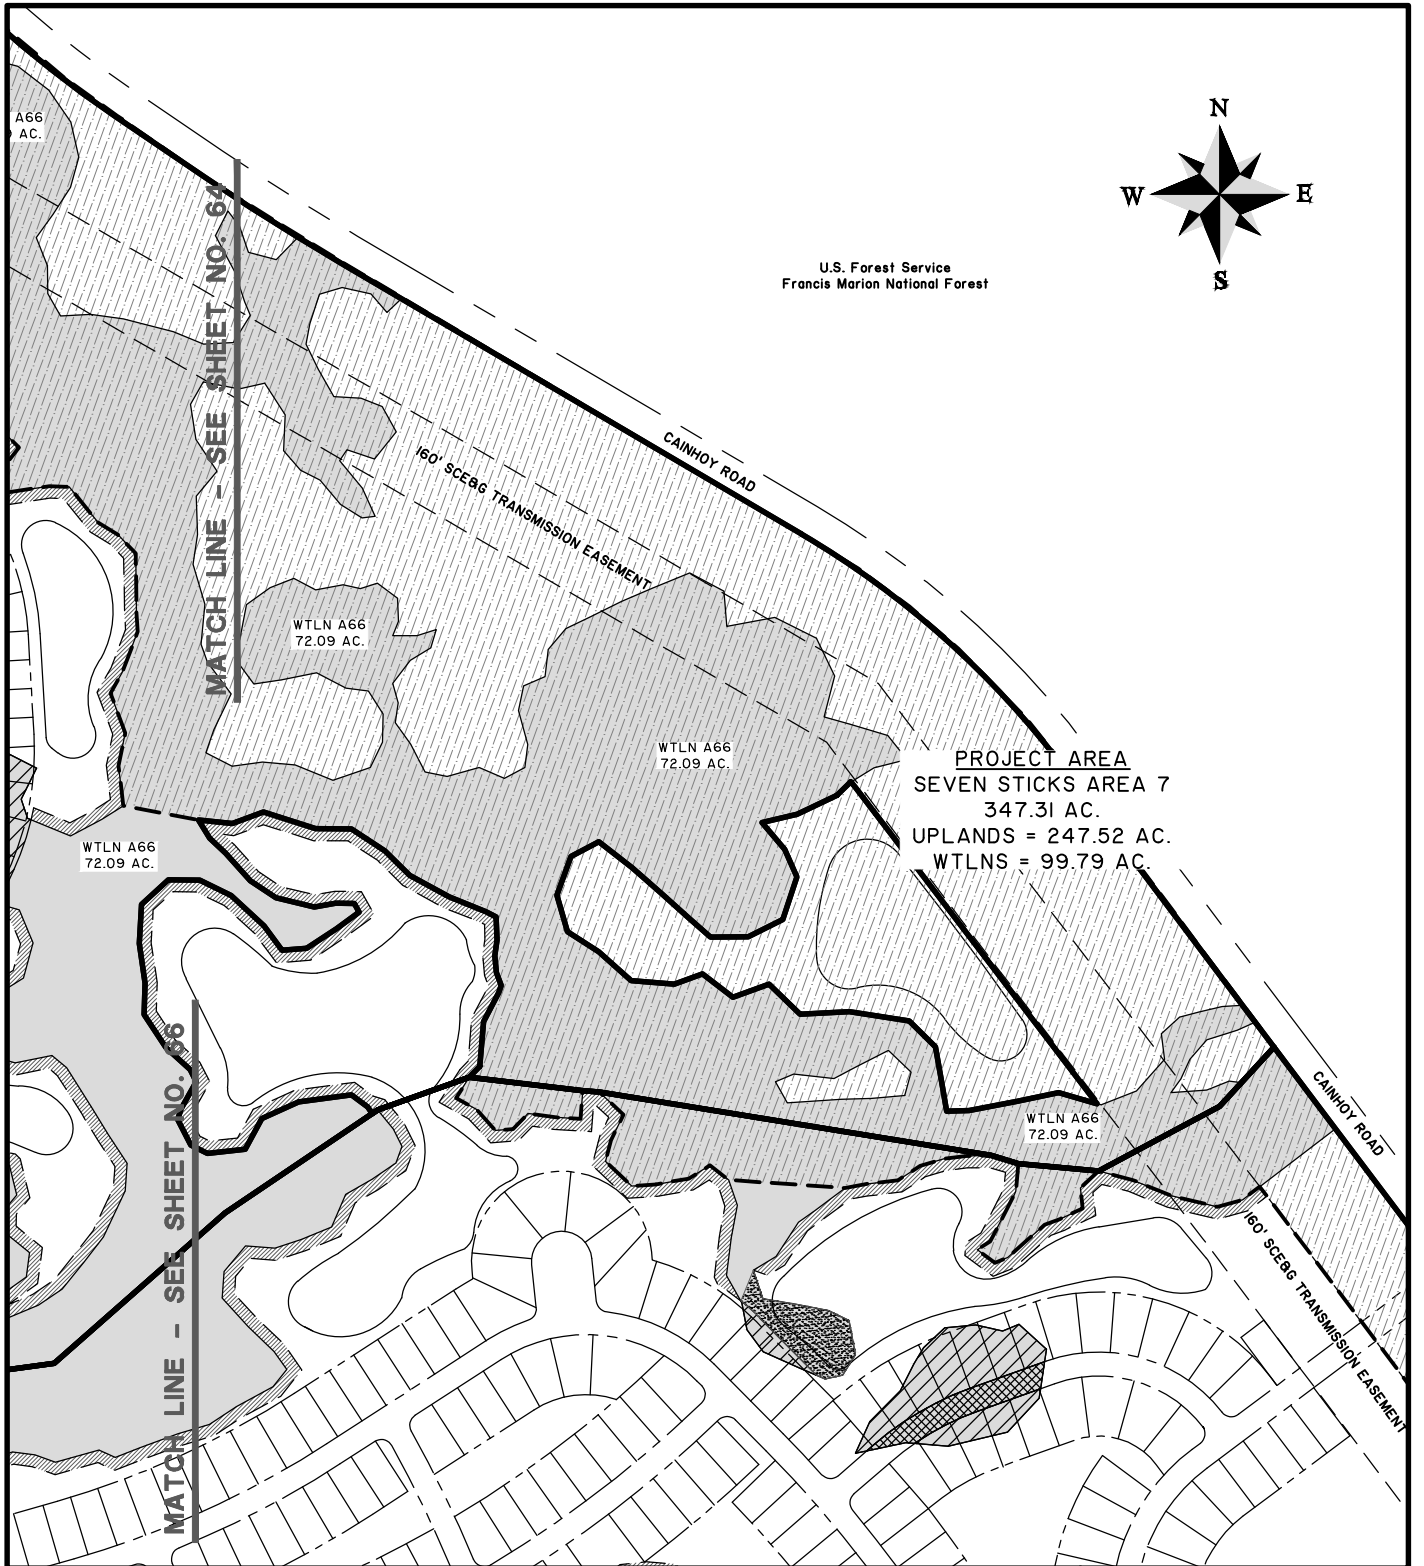 A66
AC.
N
W
E
S
U.S. Forest Service
Francis Marion National Forest
MATCH LINE - SEE SHEET NO. 64
CAINHOY ROAD
160' SCE&G TRANSMISSION EASEMENT
WTLN A66
72.09 AC.
WTLN A66
72.09 AC.
PROJECT AREA
SEVEN STICKS AREA 7
347.31 AC.
UPLANDS = 247.52 AC.
WTLNS = 99.79 AC.
WTLN A66
72.09 AC.
MATCH LINE - SEE SHEET NO. 66
WTLN A66
72.09 AC.
CAINHOY ROAD
160' SCE&G TRANSMISSION EASEMENT